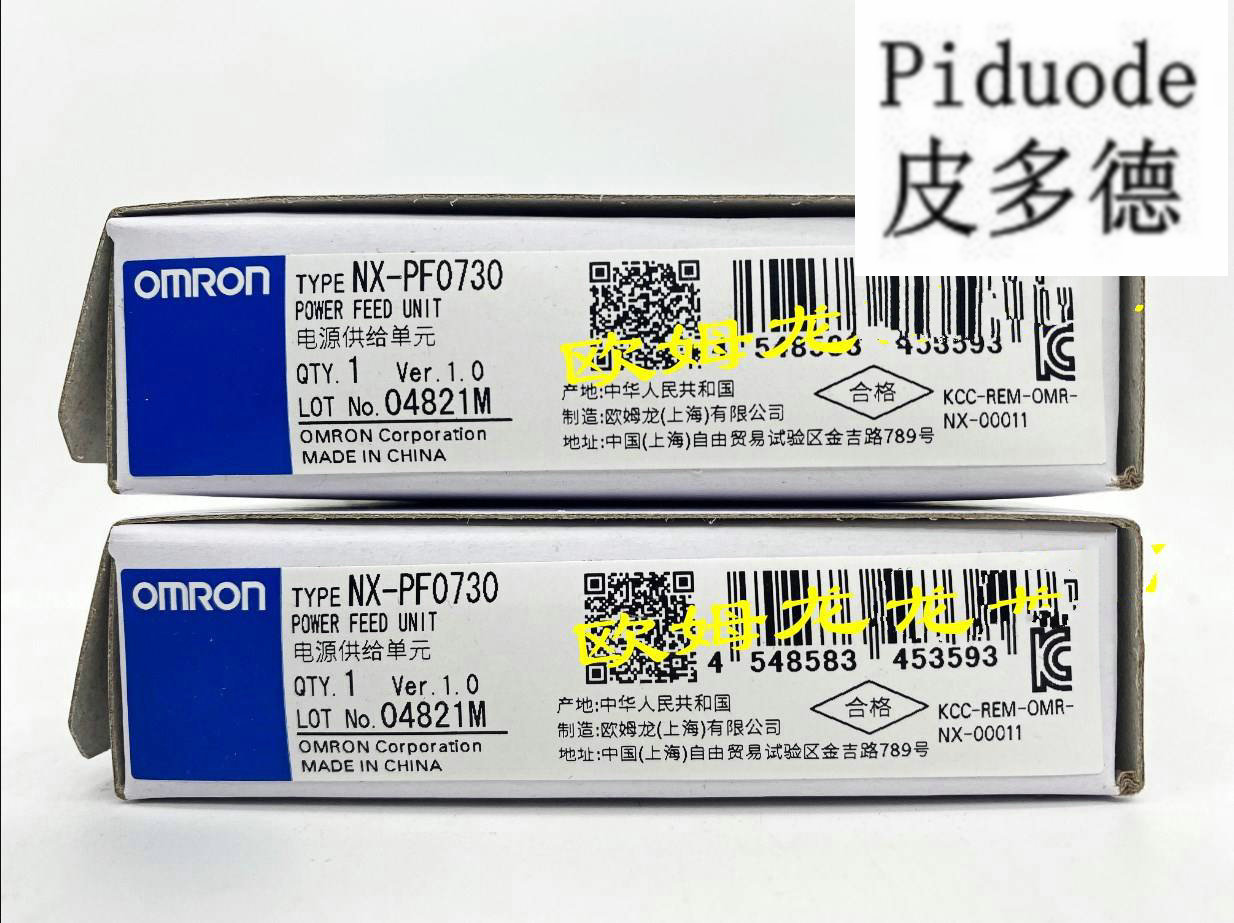 Piduode
皮多德
OMRON
TYPE NX-PF0730
POWER FEED UNIT
电源供给单元
QTY. 1 Ver.1.0
LOT No. 04821M
OMRON Corporation
MADE IN CHINA
欧姆龙
548583 453593
产地:中华人民共和国
制造:欧姆龙(上海)有限公司
地址:中国(上海)自由贸易试验区金吉路789号
合格
KCC-REM-OMR-
NX-00011
OMRON
TYPE NX-PF0730
POWER FEED UNIT
电源供给单元
QTY. 1 Ver.1.0
LOT No. 04821M
OMRON Corporation
MADE IN CHINA
欧姆龙龙
4 548583 453593
产地:中华人民共和国
制造:欧姆龙(上海)有限公司
地址:中国(上海)自由贸易试验区金吉路789号
合格
KCC-REM-OMR-
NX-00011